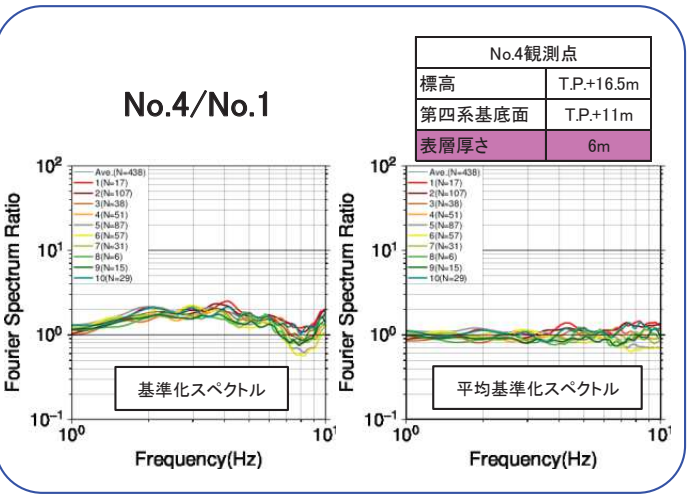 No.4/No.1
No.4観測点
標高 T.P.+16.5m
第四系基底面 T.P.+11m
表層厚さ 6m
10²
10¹
10⁰
10⁻¹
Fourier Spectrum Ratio
Ave.(N=438)
1(N=17)
2(N=107)
3(N=38)
4(N=51)
5(N=87)
6(N=57)
7(N=31)
8(N=6)
9(N=15)
10(N=29)
基準化スペクトル
10⁰ 10¹
Frequency(Hz)
10²
10¹
10⁰
10⁻¹
Fourier Spectrum Ratio
Ave.(N=438)
1(N=17)
2(N=107)
3(N=38)
4(N=51)
5(N=87)
6(N=57)
7(N=31)
8(N=6)
9(N=15)
10(N=29)
平均基準化スペクトル
10⁰ 10¹
Frequency(Hz)